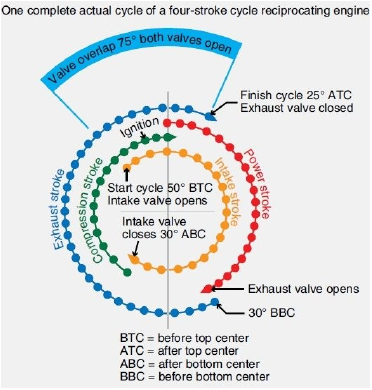 One complete actual cycle of a four-stroke cycle reciprocating engine
Valve overlap 75° both valves open
Finish cycle 25° ATC
Exhaust valve closed
Ignition
Exhaust stroke
Compression stroke
Start cycle 50° BTC
Intake valve opens
Intake stroke
Power stroke
Intake valve
closes 30° ABC
Exhaust valve opens
30° BBC
BTC = before top center
ATC = after top center
ABC = after bottom center
BBC = before bottom center